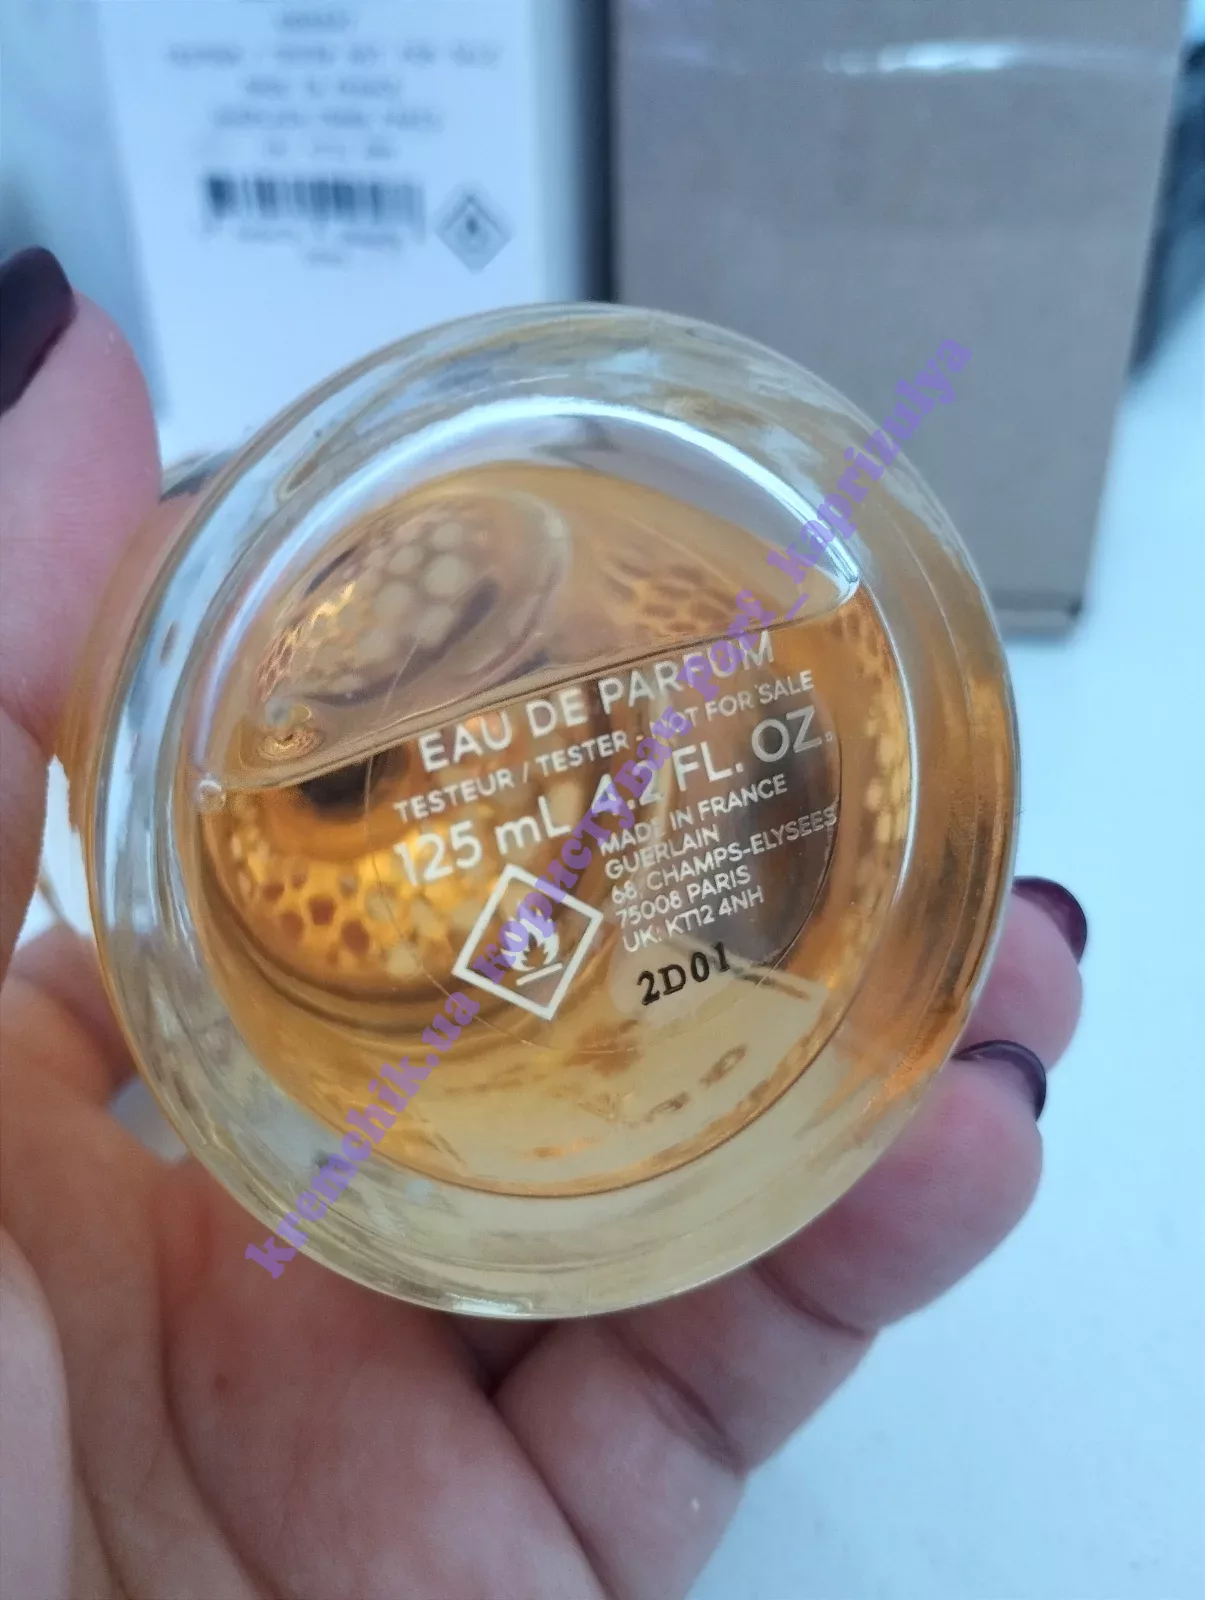 EAU DE PARFUM
TESTEUR / TESTER - NOT FOR SALE
125 mL 4.2 FL. OZ.
MADE IN FRANCE
GUERLAIN
68, CHAMPS-ELYSEES
75008 PARIS
UK: KT12 4NH
2D01
kremchik.ua користувач Porf_kaprizulya